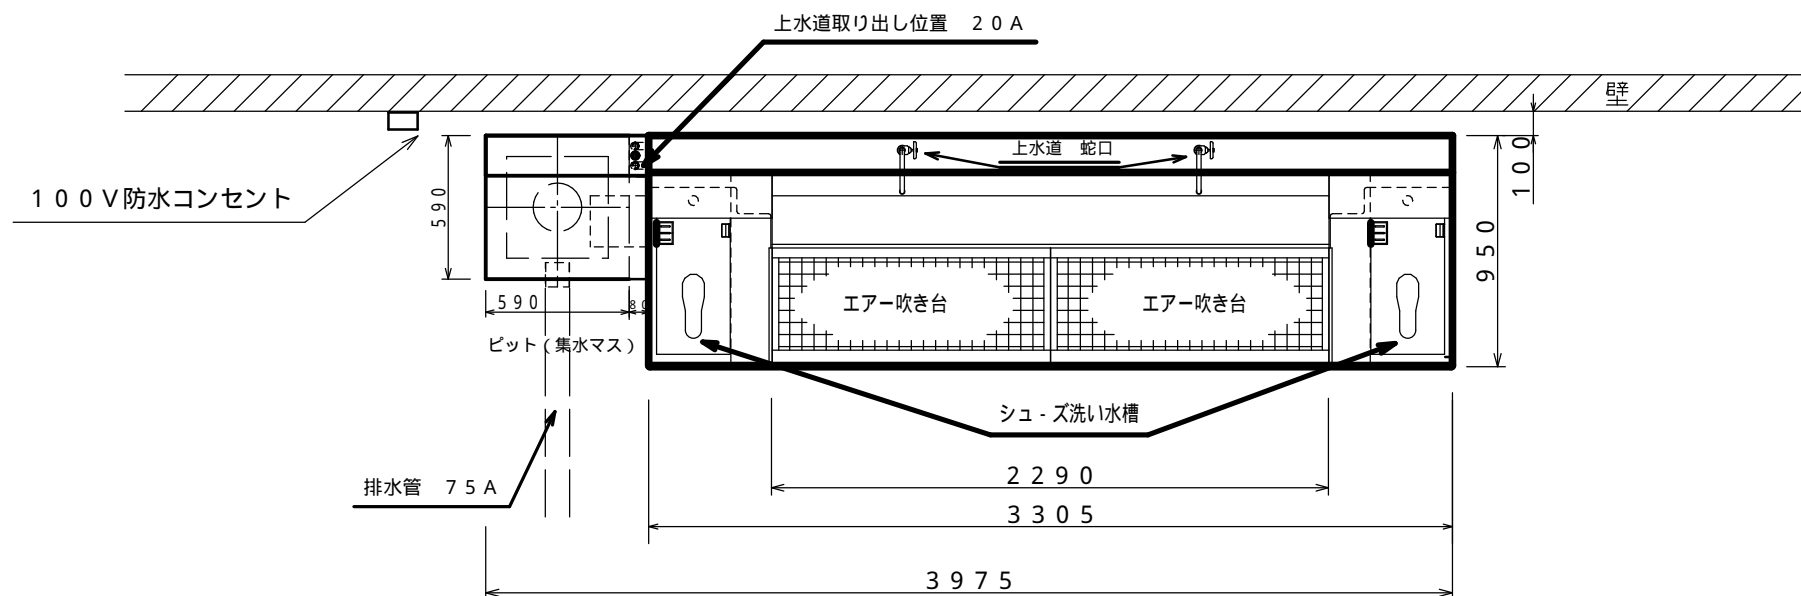 上水道取り出し位置　２０Ａ
壁
１００
上水道　蛇口
１００Ｖ防水コンセント
５９０
９５０
５９０
８０
エアー吹き台
エアー吹き台
ピット（集水マス）
シュ‐ズ洗い水槽
２２９０
排水管　７５Ａ
３３０５
３９７５